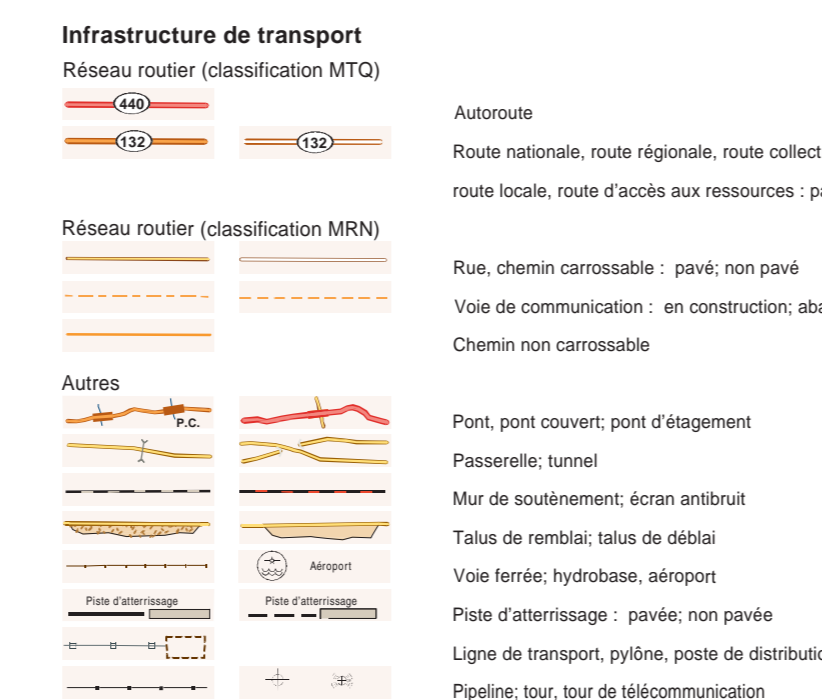 Infrastructure de transport
Réseau routier (classification MTQ)
440
Autoroute
132 132
Route nationale, route régionale, route collect
route locale, route d'accès aux ressources : pa
Réseau routier (classification MRN)
Rue, chemin carrossable : pavé; non pavé
Voie de communication : en construction; aba
Chemin non carrossable
Autres
P.C.
Pont, pont couvert; pont d'étagement
Passerelle; tunnel
Mur de soutènement; écran antibruit
Talus de remblai; talus de déblai
Aéroport
Voie ferrée; hydrobase, aéroport
Piste d'atterrissage Piste d'atterrissage
Piste d'atterrissage : pavée; non pavée
Ligne de transport, pylône, poste de distributio
Pipeline; tour, tour de télécommunication